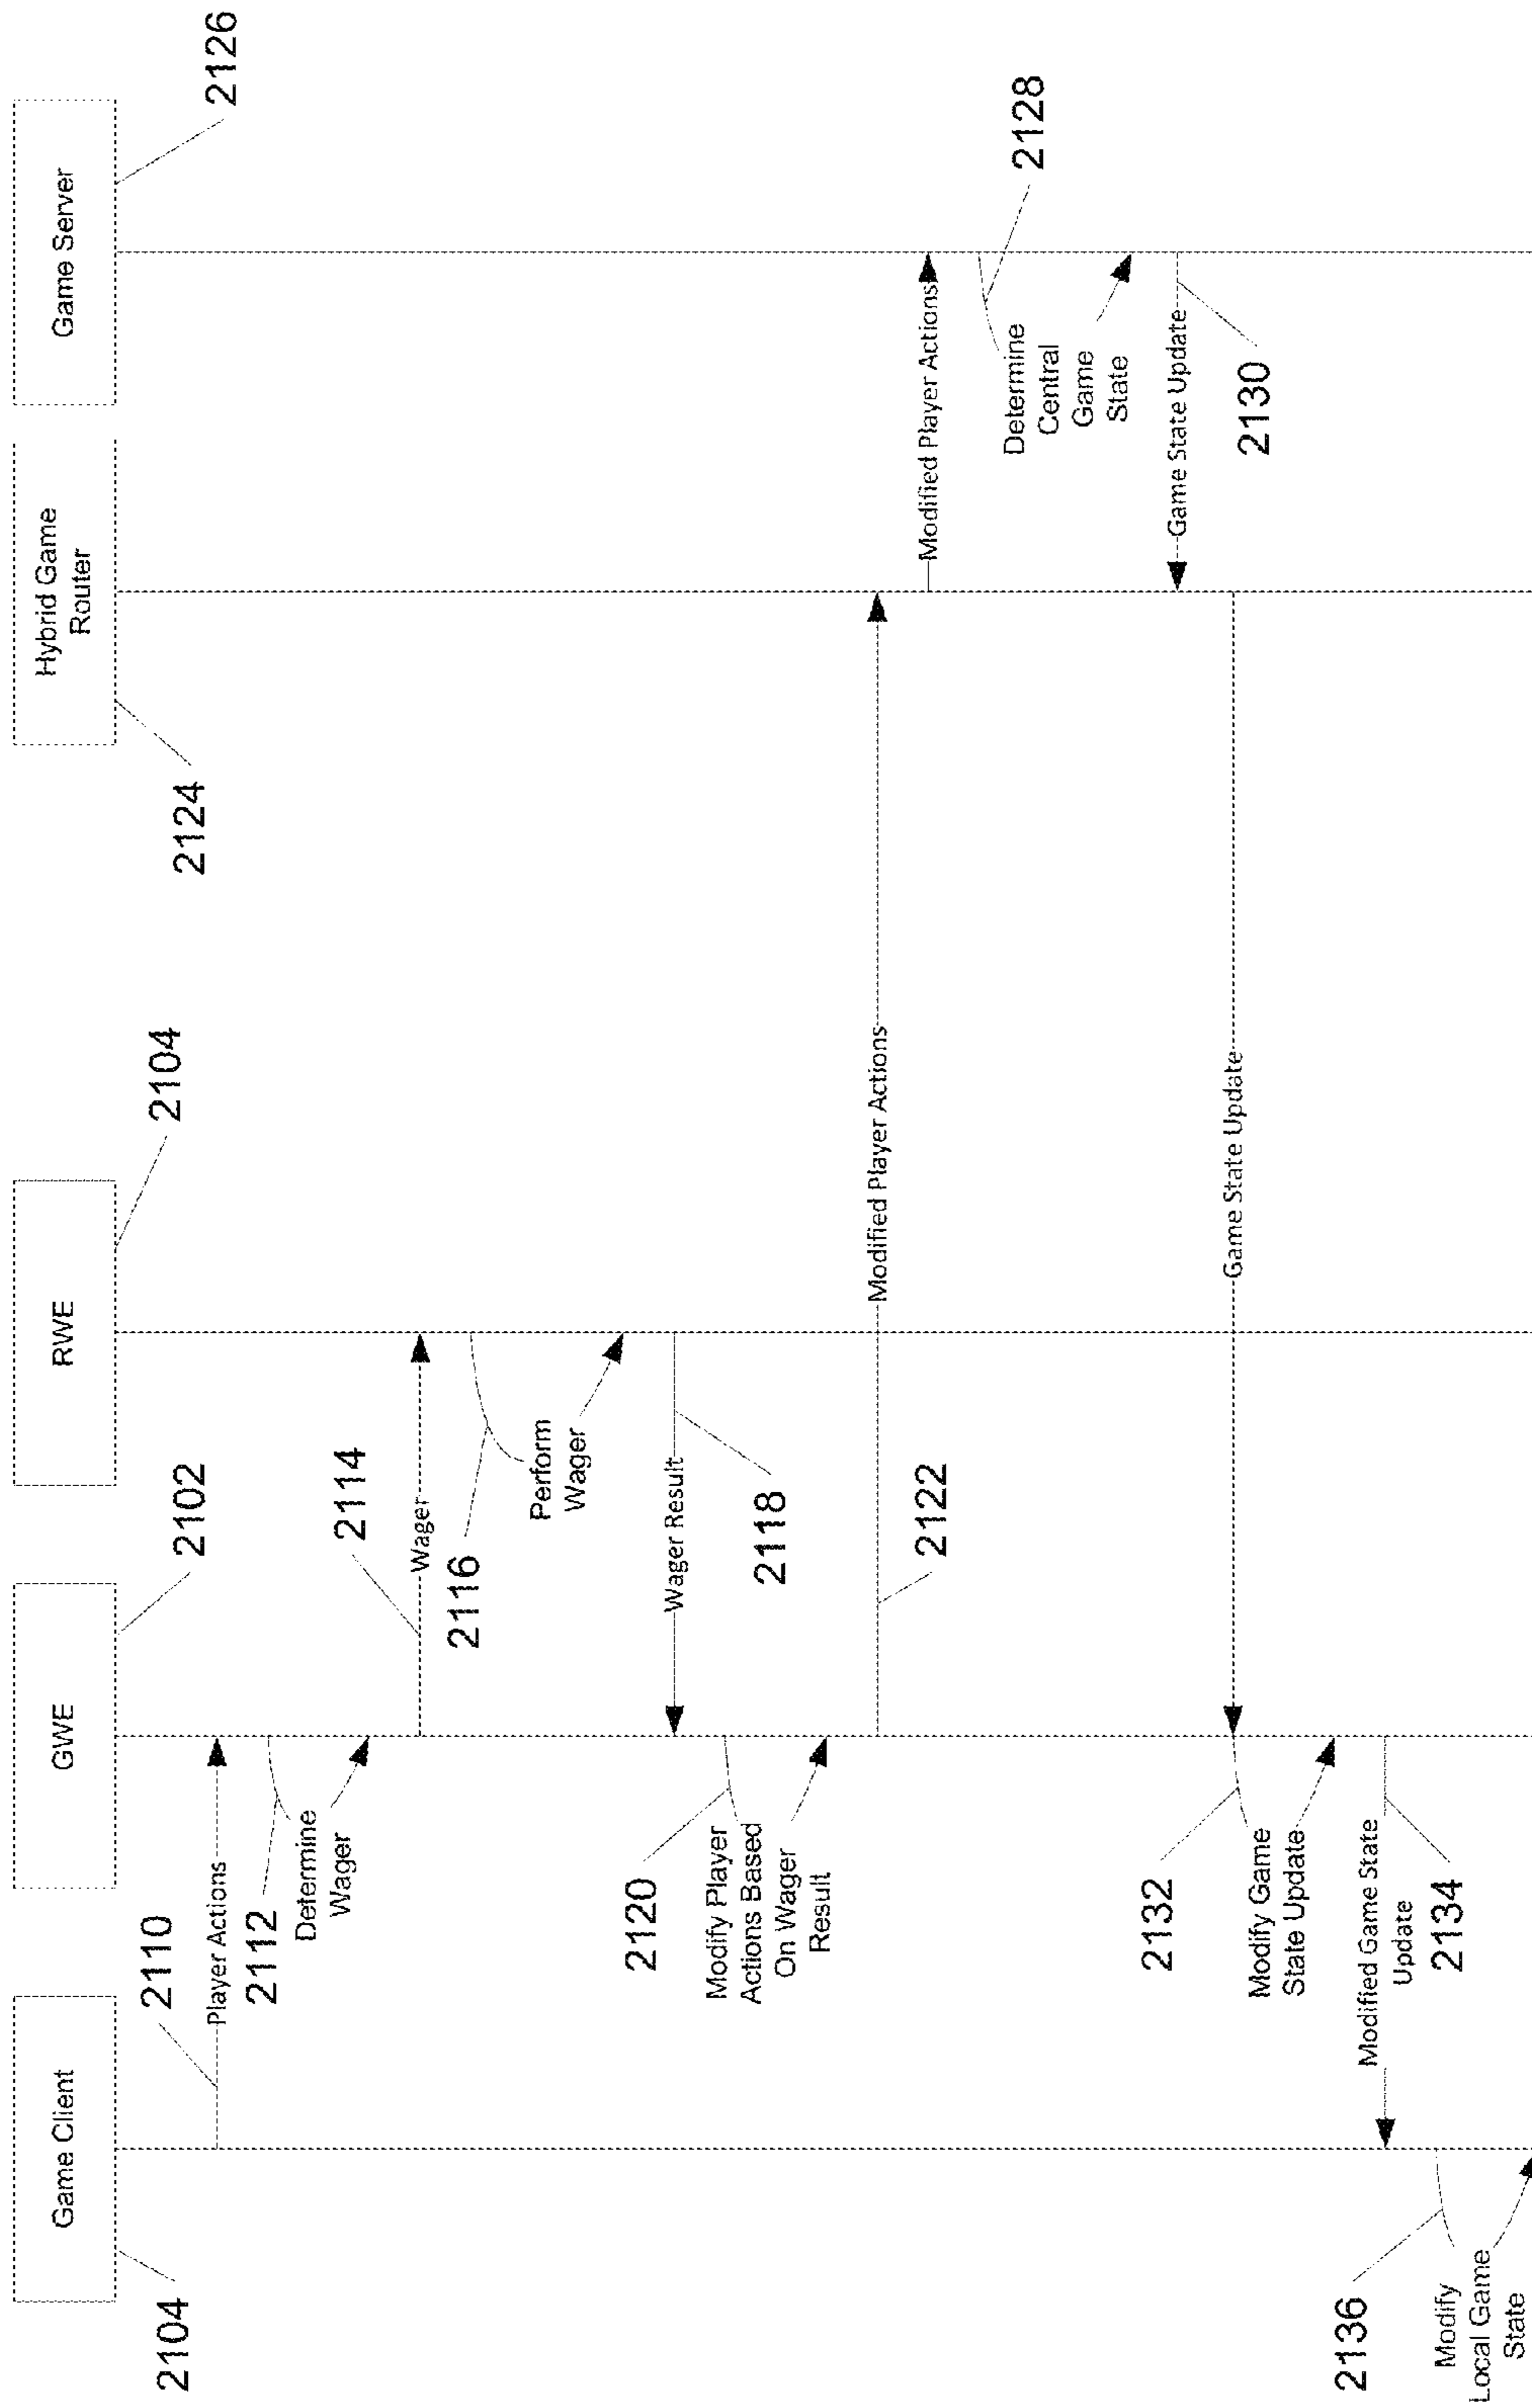 Game Client
2104
GWE
2102
RWE
2104
Hybrid Game
Router
2124
Game Server
2126
2110
Player Actions
2112
Determine
Wager
2114
Wager
2116
Perform
Wager
Wager Result
2118
2120
Modify Player
Actions Based
On Wager
Result
2122
Modified Player Actions
Modified Player Actions
2128
Determine
Central
Game
State
Game State Update
2130
Game State Update
2132
Modify Game
State Update
Modified Game State
Update
2134
2136
Modify
Local Game
State